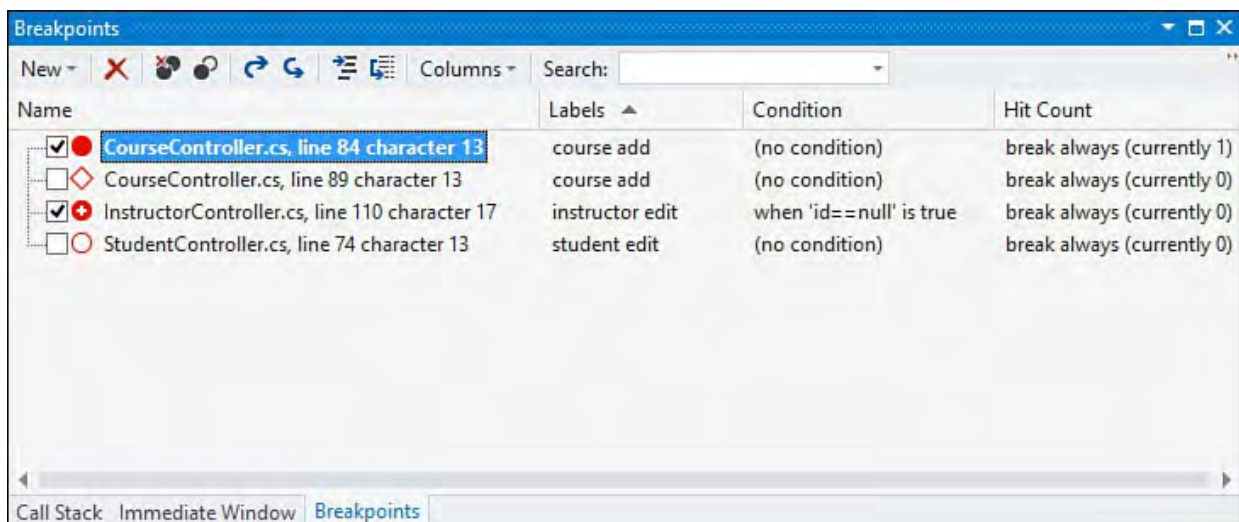 Breakpoints
New Columns Search:
Name Labels Condition Hit Count
CourseController.cs, line 84 character 13 course add (no condition) break always (currently 1)
CourseController.cs, line 89 character 13 course add (no condition) break always (currently 0)
InstructorController.cs, line 110 character 17 instructor edit when 'id==null' is true break always (currently 0)
StudentController.cs, line 74 character 13 student edit (no condition) break always (currently 0)
Call Stack Immediate Window Breakpoints